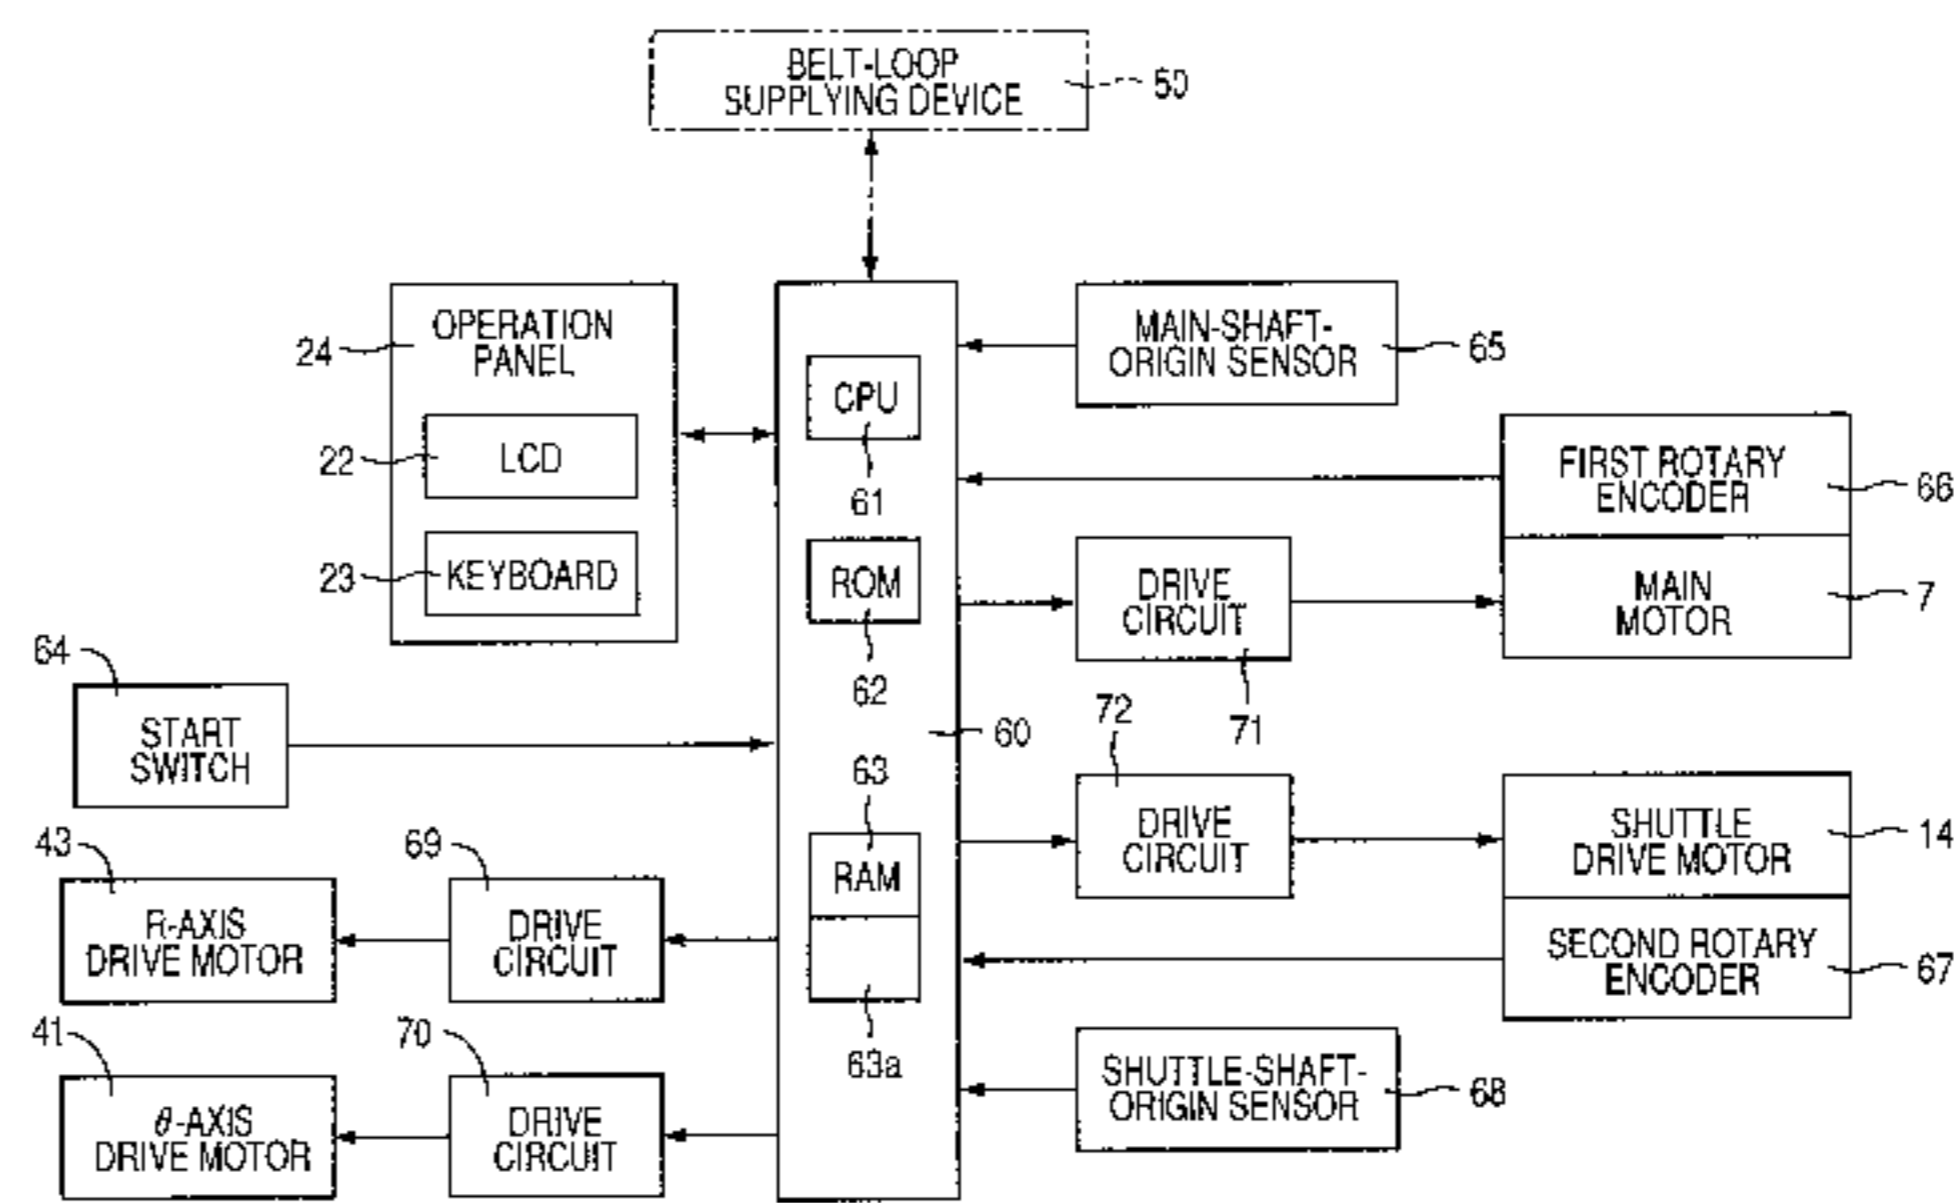 BELT-LOOP
SUPPLYING DEVICE
50
24
OPERATION
PANEL
22
LCD
23
KEYBOARD
CPU
61
ROM
62
60
63
RAM
63a
MAIN-SHAFT-
ORIGIN SENSOR
65
FIRST ROTARY
ENCODER
66
MAIN
MOTOR
7
DRIVE
CIRCUIT
71
64
START
SWITCH
72
DRIVE
CIRCUIT
SHUTTLE
DRIVE MOTOR
14
SECOND ROTARY
ENCODER
67
43
R-AXIS
DRIVE MOTOR
69
DRIVE
CIRCUIT
41
θ-AXIS
DRIVE MOTOR
70
DRIVE
CIRCUIT
SHUTTLE-SHAFT-
ORIGIN SENSOR
68